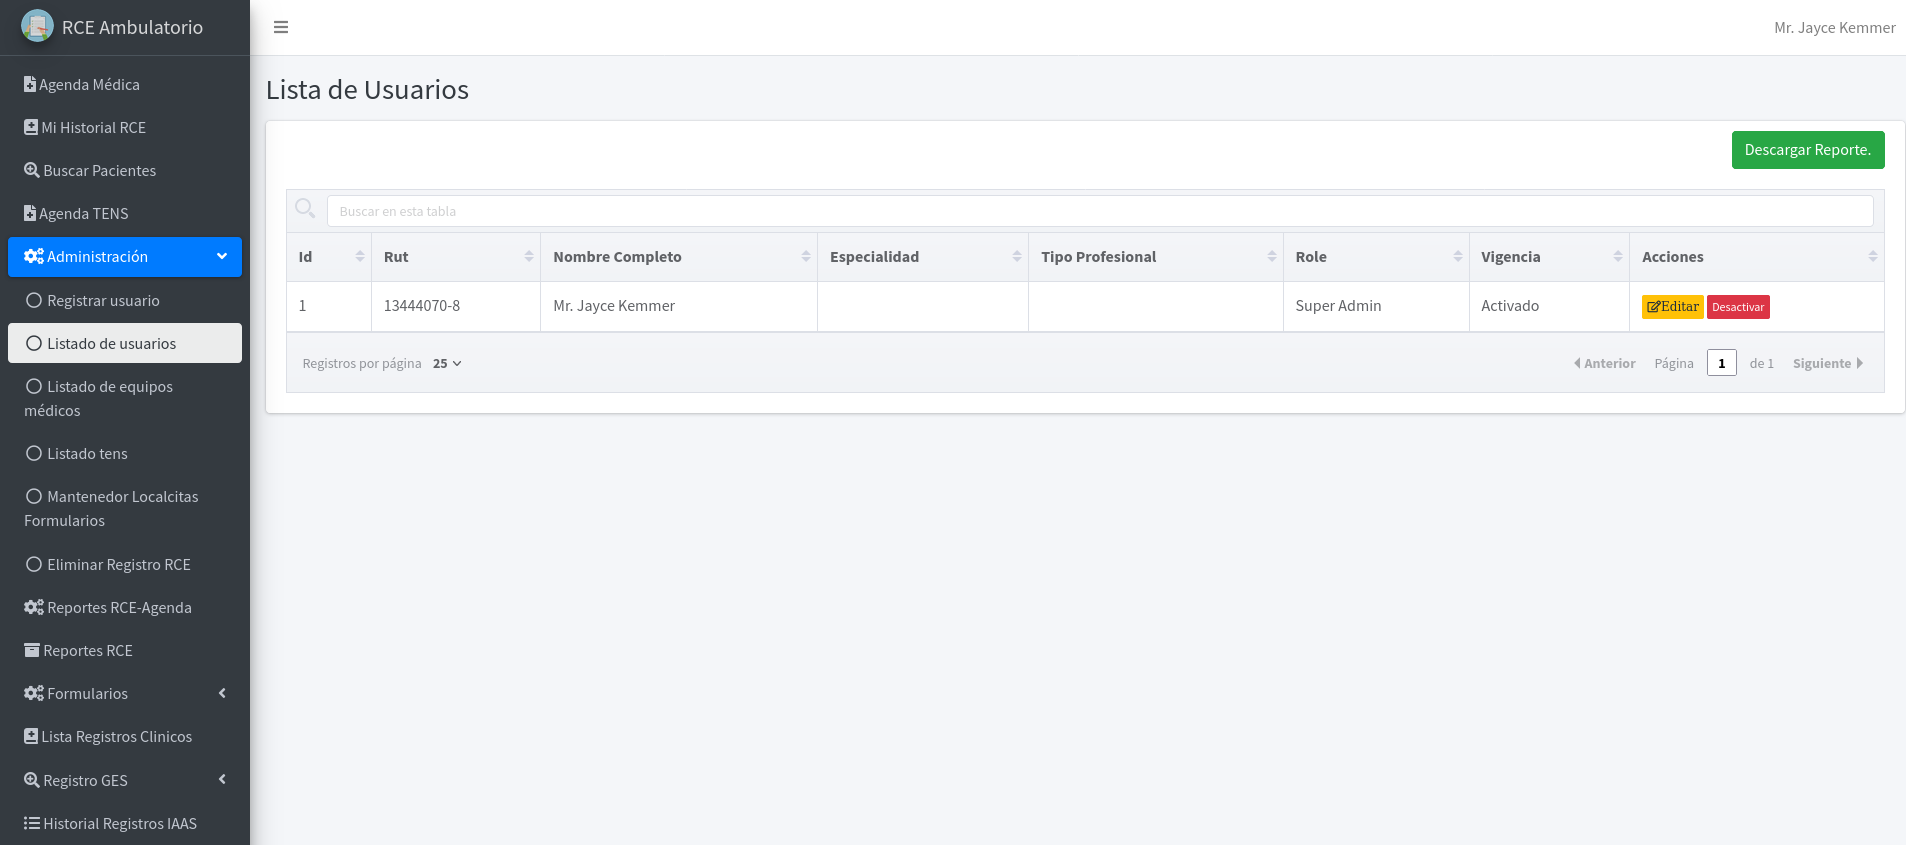 RCE Ambulatorio
Mr. Jayce Kemmer
Agenda Médica
Mi Historial RCE
Buscar Pacientes
Agenda TENS
Administración
Registrar usuario
Listado de usuarios
Listado de equipos
médicos
Listado tens
Mantenedor Localcitas
Formularios
Eliminar Registro RCE
Reportes RCE-Agenda
Reportes RCE
Formularios
Lista Registros Clinicos
Registro GES
Historial Registros IAAS
Lista de Usuarios
Descargar Reporte.
Buscar en esta tabla
Id Rut Nombre Completo Especialidad Tipo Profesional Role Vigencia Acciones
1 13444070-8 Mr. Jayce Kemmer Super Admin Activado Editar Desactivar
Registros por página 25 Anterior Página 1 de 1 Siguiente